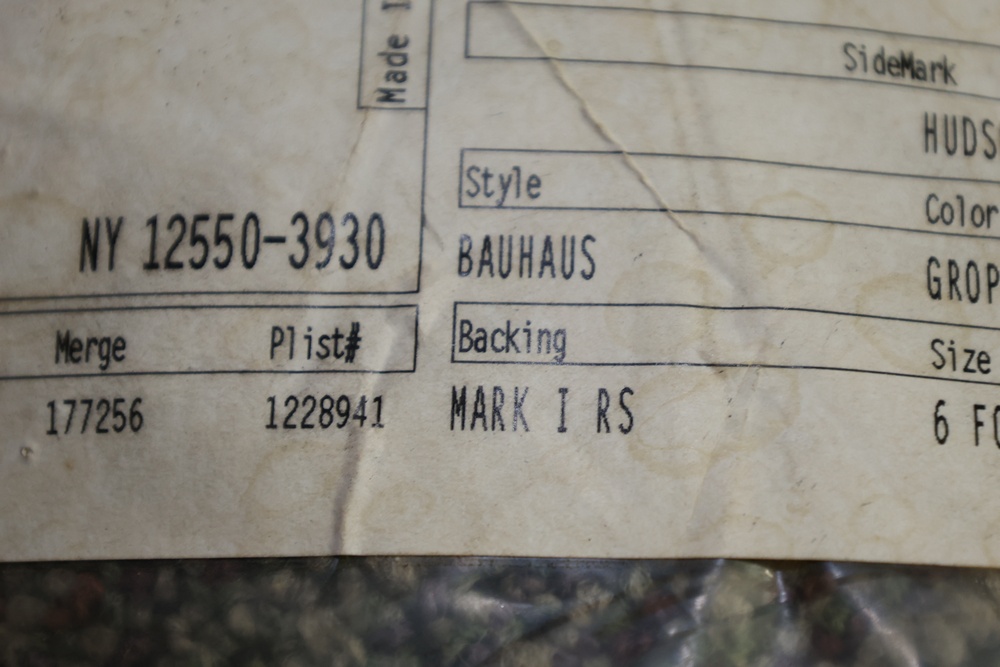 Made I
NY 12550-3930
Merge Plist#
177256 1228941
SideMark
HUDS
Style Color
BAUHAUS GROP
Backing Size
MARK I RS 6 FO